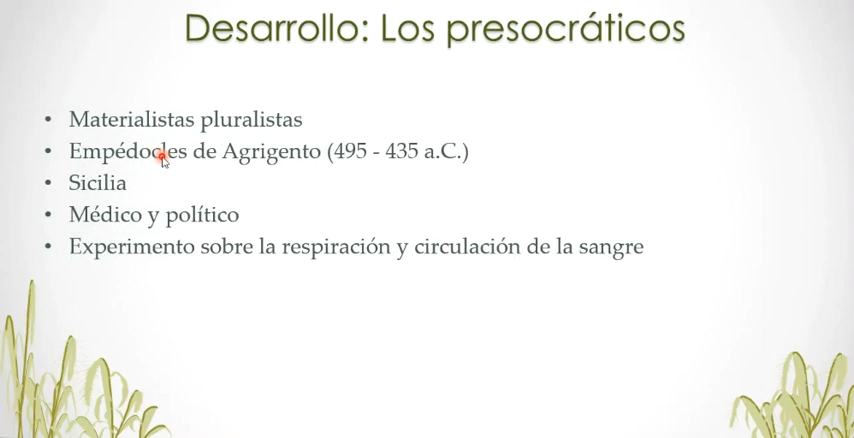 Desarrollo: Los presocráticos
• Materialistas pluralistas
• Empédocles de Agrigento (495 - 435 a.C.)
• Sicilia
• Médico y político
• Experimento sobre la respiración y circulación de la sangre